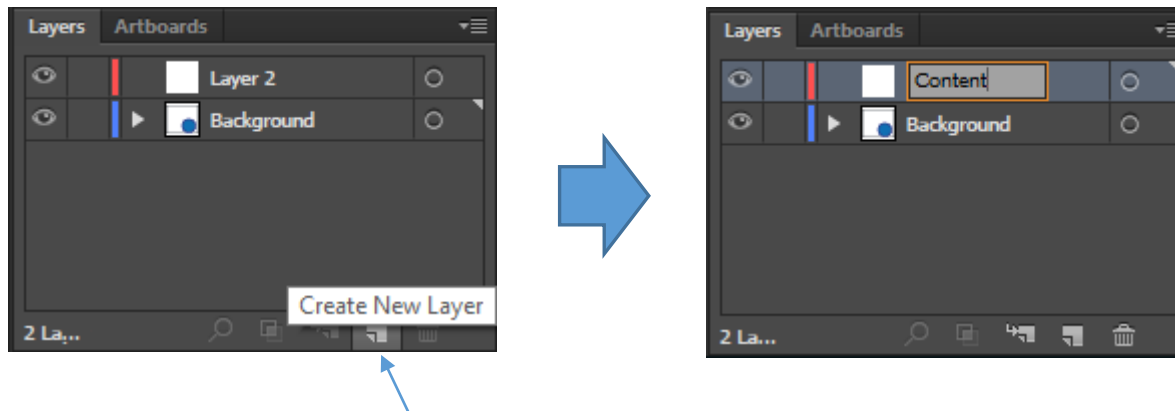 Layers Artboards
Layer 2
Background
Create New Layer
2 La...
Layers Artboards
Content
Background
2 La...